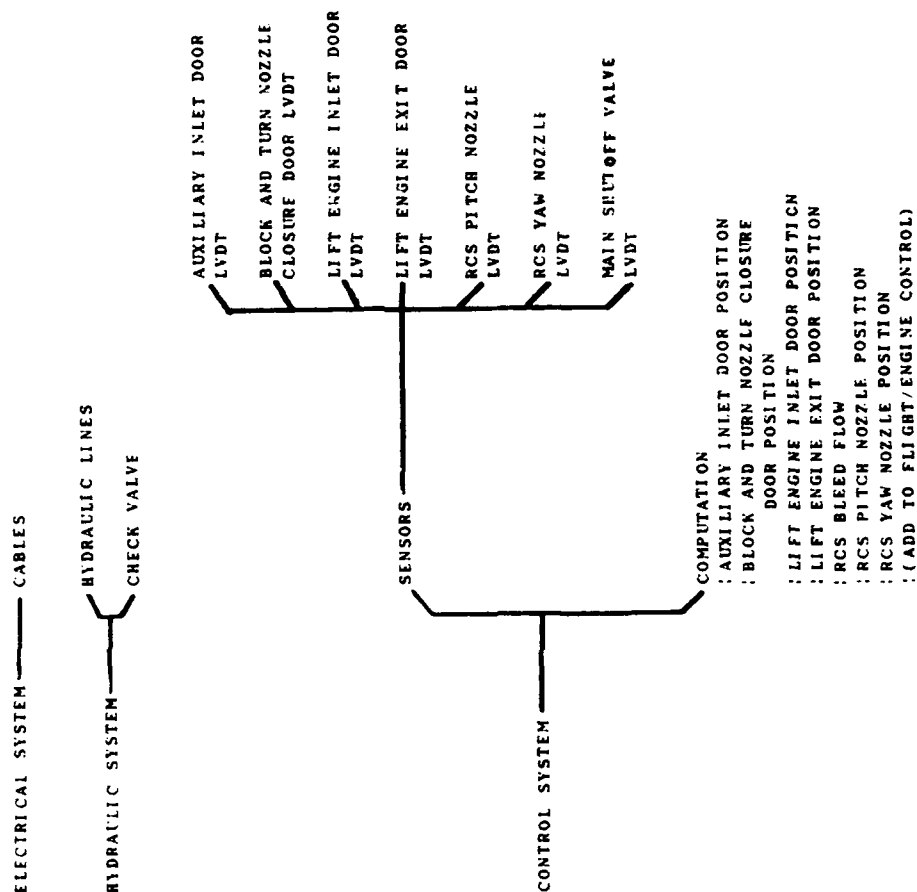 ELECTRICAL SYSTEM CABLES
HYDRAULIC LINES
HYDRAULIC SYSTEM
CHECK VALVE
AUXILIARY INLET DOOR
LVDT
BLOCK AND TURN NOZZLE
CLOSURE DOOR LVDT
LIFT ENGINE INLET DOOR
LVDT
SENSORS
LIFT ENGINE EXIT DOOR
LVDT
RCS PITCH NOZZLE
LVDT
RCS YAW NOZZLE
LVDT
MAIN SHUTOFF VALVE
LVDT
CONTROL SYSTEM
COMPUTATION
:AUXILIARY INLET DOOR POSITION
:BLOCK AND TURN NOZZLE CLOSURE
DOOR POSITION
:LIFT ENGINE INLET DOOR POSITION
:LIFT ENGINE EXIT DOOR POSITION
:RCS BLEED FLOW
:RCS PITCH NOZZLE POSITION
:RCS YAW NOZZLE POSITION
:(ADD TO FLIGHT/ENGINE CONTROL)